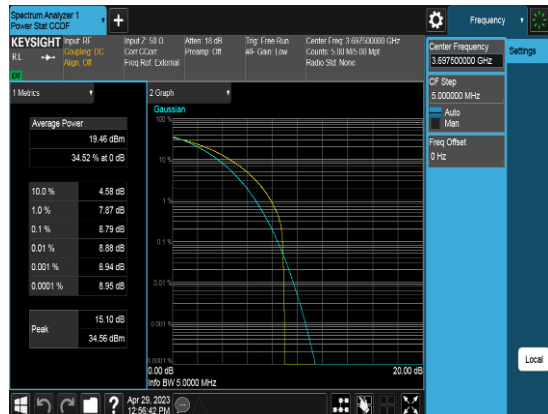 Spectrum Analyzer 1
Power Stat CCDF
Frequency
KEYSIGHT
RL
Input: RF
Coupling: DC
Align: Off
Input Z: 50 Ω
Corr CCorr
Freq Ref: External
Atten: 18 dB
Preamp: Off
Trig: Free Run
#IF Gain: Low
Center Freq: 3.697500000 GHz
Counts: 5.00 M/5.00 Mpt
Radio Std: None
Center Frequency
3.697500000 GHz
Settings
CF Step
5.000000 MHz
Auto
Man
Freq Offset
0 Hz
1 Metrics
2 Graph
Gaussian
Average Power
19.46 dBm
34.52 % at 0 dB
10.0 % 4.58 dB
1.0 % 7.87 dB
0.1 % 8.79 dB
0.01 % 8.88 dB
0.001 % 8.94 dB
0.0001 % 8.95 dB
Peak
15.10 dB
34.56 dBm
100 %
10 %
1 %
0.1 %
0.01 %
0.001 %
0.0001 %
0.00 dB
20.00 dB
Info BW 5.0000 MHz
Local
Apr 29, 2023
12:56:42 PM